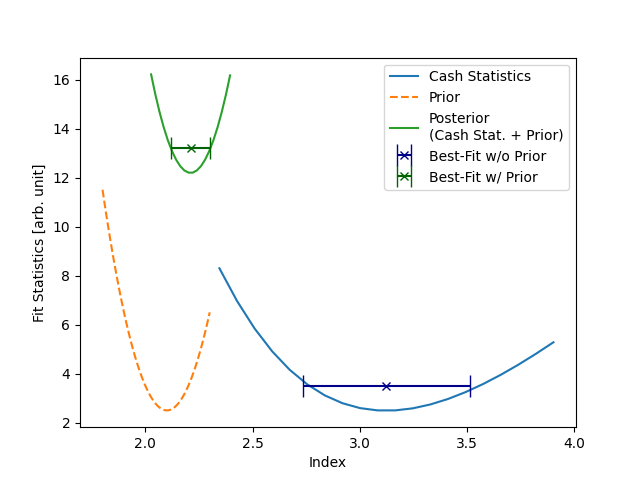 16
14
12
10
8
6
4
2
Fit Statistics [arb. unit]
2.0
2.5
3.0
3.5
4.0
Index
Cash Statistics
Prior
Posterior
(Cash Stat. + Prior)
Best-Fit w/o Prior
Best-Fit w/ Prior